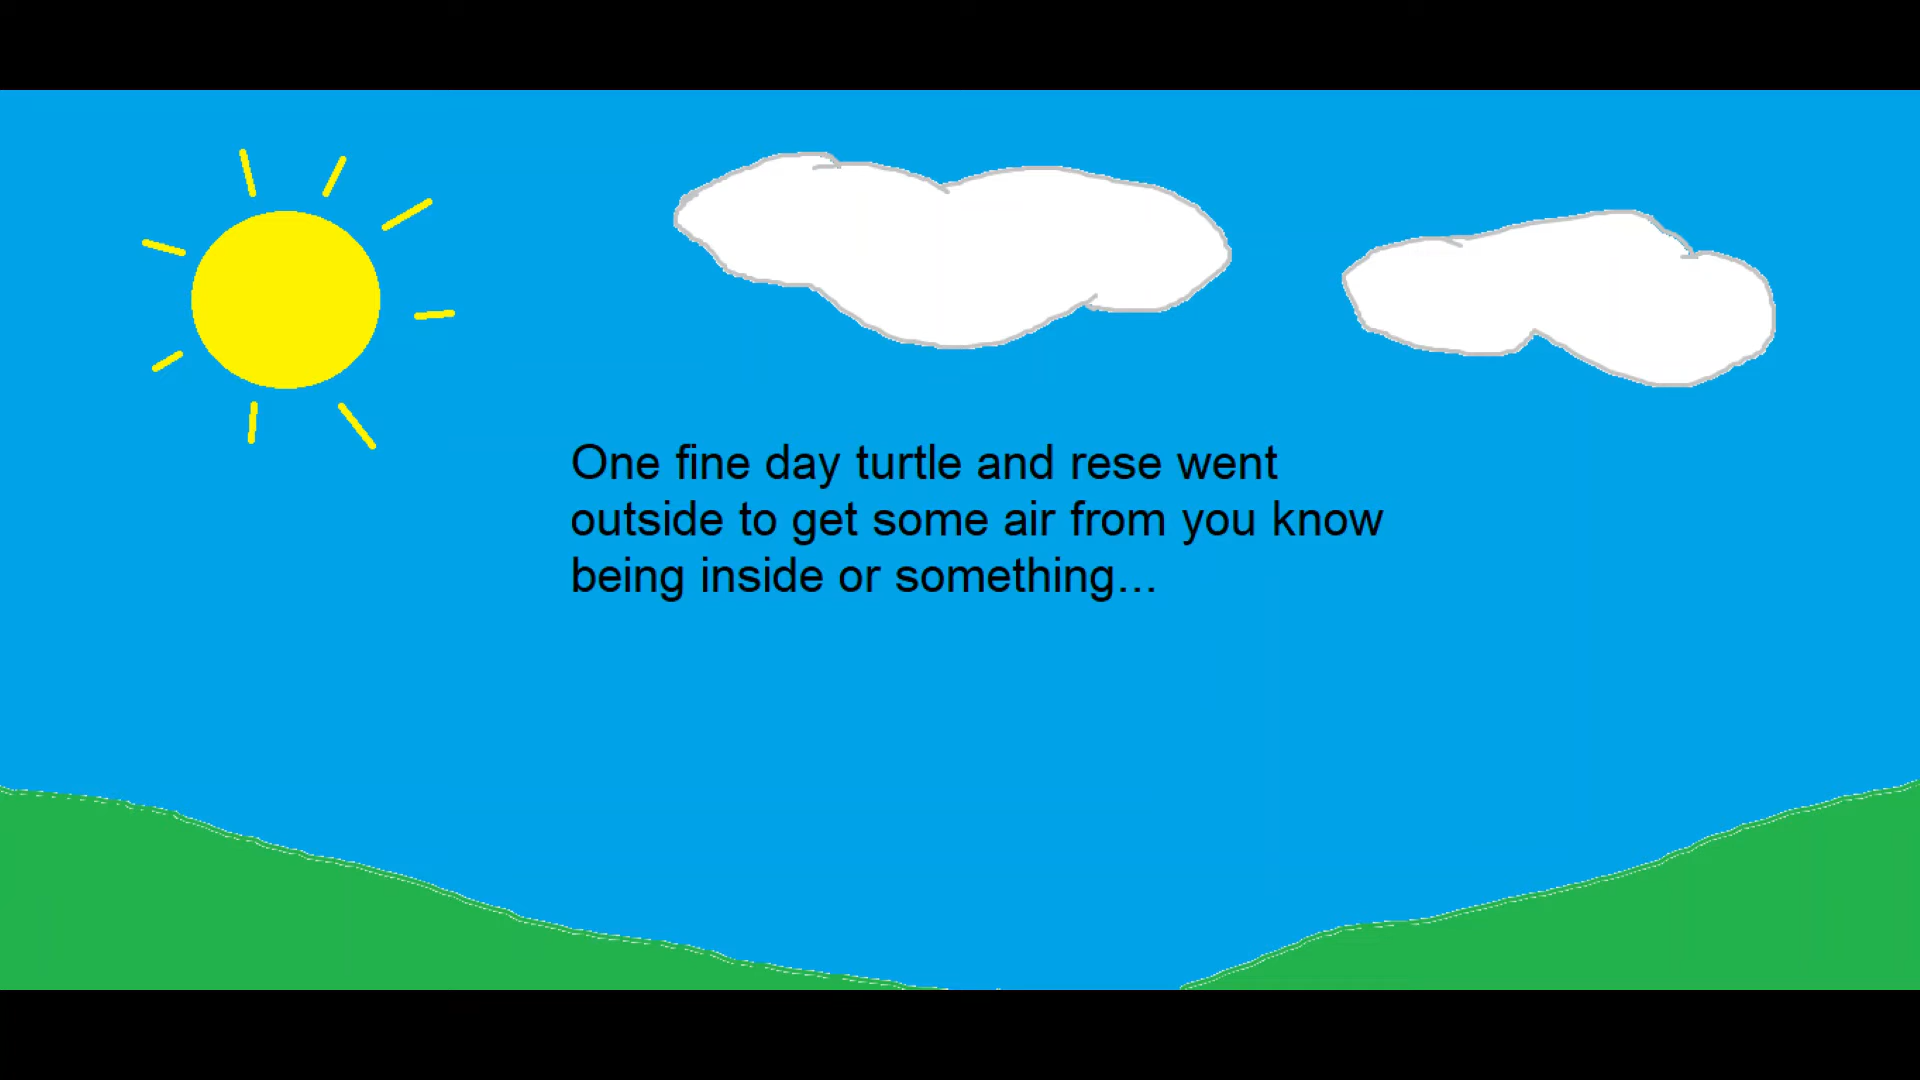 One fine day turtle and rese went
outside to get some air from you know
being inside or something...